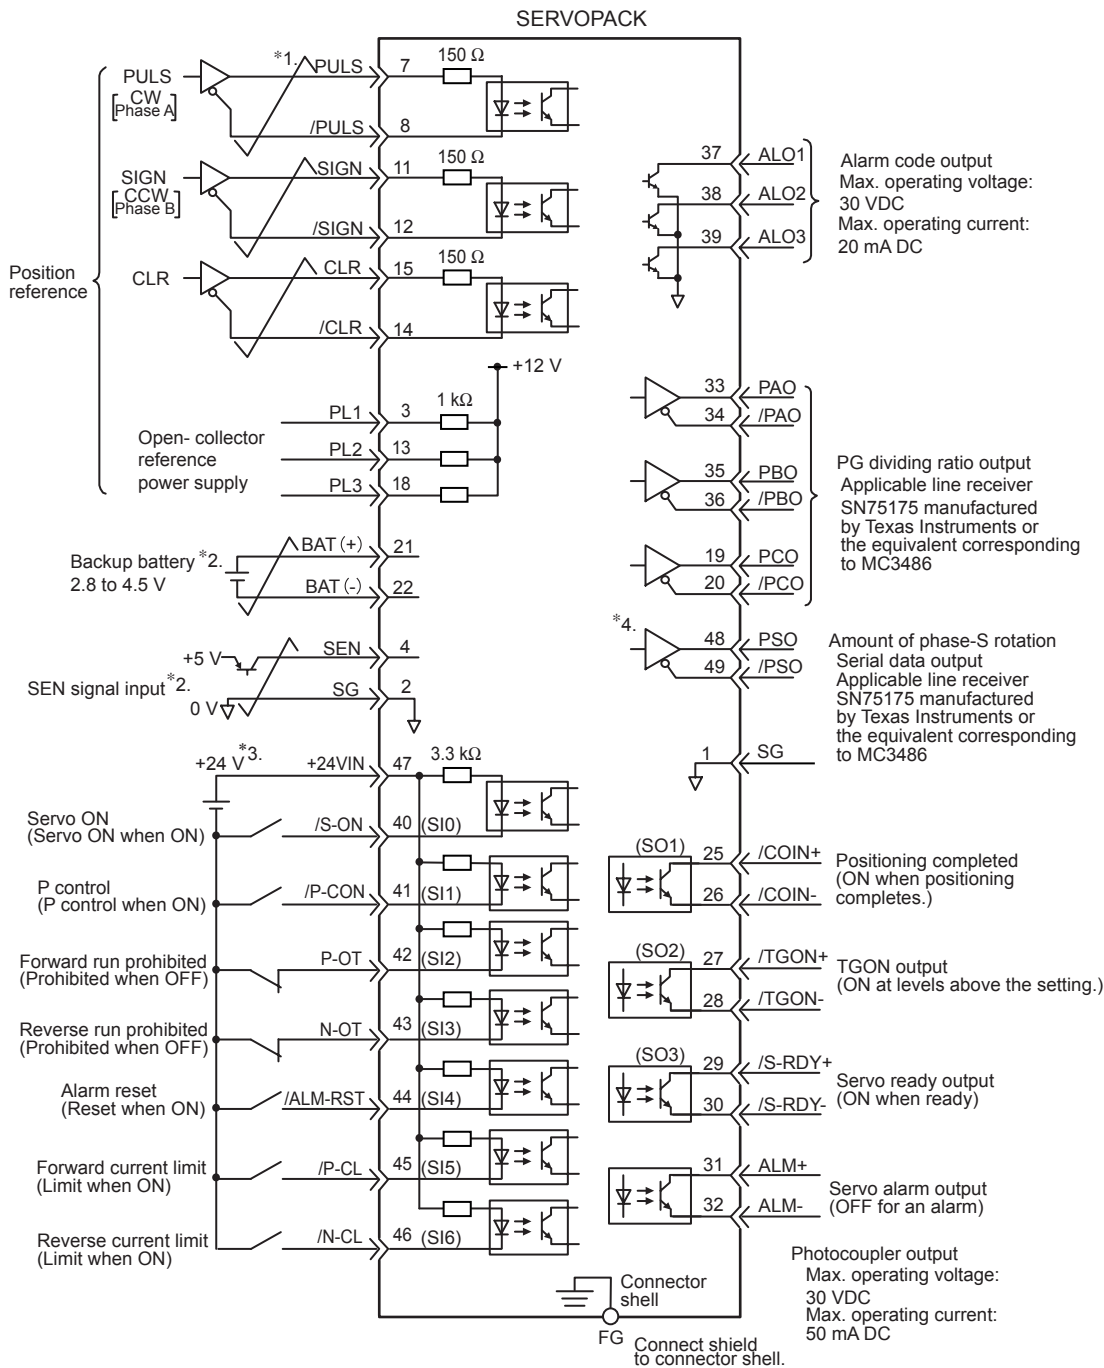 SERVOPACK
*1.
PULS
[CW
Phase A]
PULS
7
150 Ω
/PULS
8
SIGN
[CCW
Phase B]
SIGN
11
150 Ω
/SIGN
12
Position
reference
CLR
CLR
15
150 Ω
/CLR
14
+12 V
Open- collector
reference
power supply
PL1
3
1 kΩ
PL2
13
PL3
18
Backup battery *2.
2.8 to 4.5 V
BAT (+)
21
BAT (-)
22
SEN signal input *2.
+5 V
0 V
SEN
4
SG
2
+24 V *3.
+24VIN
47
3.3 kΩ
Servo ON
(Servo ON when ON)
/S-ON
40
(SI0)
P control
(P control when ON)
/P-CON
41
(SI1)
Forward run prohibited
(Prohibited when OFF)
P-OT
42
(SI2)
Reverse run prohibited
(Prohibited when OFF)
N-OT
43
(SI3)
Alarm reset
(Reset when ON)
/ALM-RST
44
(SI4)
Forward current limit
(Limit when ON)
/P-CL
45
(SI5)
Reverse current limit
(Limit when ON)
/N-CL
46
(SI6)
37
ALO1
38
ALO2
39
ALO3
Alarm code output
Max. operating voltage:
30 VDC
Max. operating current:
20 mA DC
33
PAO
34
/PAO
35
PBO
36
/PBO
19
PCO
20
/PCO
PG dividing ratio output
Applicable line receiver
SN75175 manufactured
by Texas Instruments or
the equivalent corresponding
to MC3486
*4.
48
PSO
49
/PSO
Amount of phase-S rotation
Serial data output
Applicable line receiver
SN75175 manufactured
by Texas Instruments or
the equivalent corresponding
to MC3486
1
SG
(SO1)
25
/COIN+
26
/COIN-
Positioning completed
(ON when positioning
completes.)
(SO2)
27
/TGON+
28
/TGON-
TGON output
(ON at levels above the setting.)
(SO3)
29
/S-RDY+
30
/S-RDY-
Servo ready output
(ON when ready)
31
ALM+
32
ALM-
Servo alarm output
(OFF for an alarm)
Photocoupler output
Max. operating voltage:
30 VDC
Max. operating current:
50 mA DC
Connector
shell
FG
Connect shield
to connector shell.